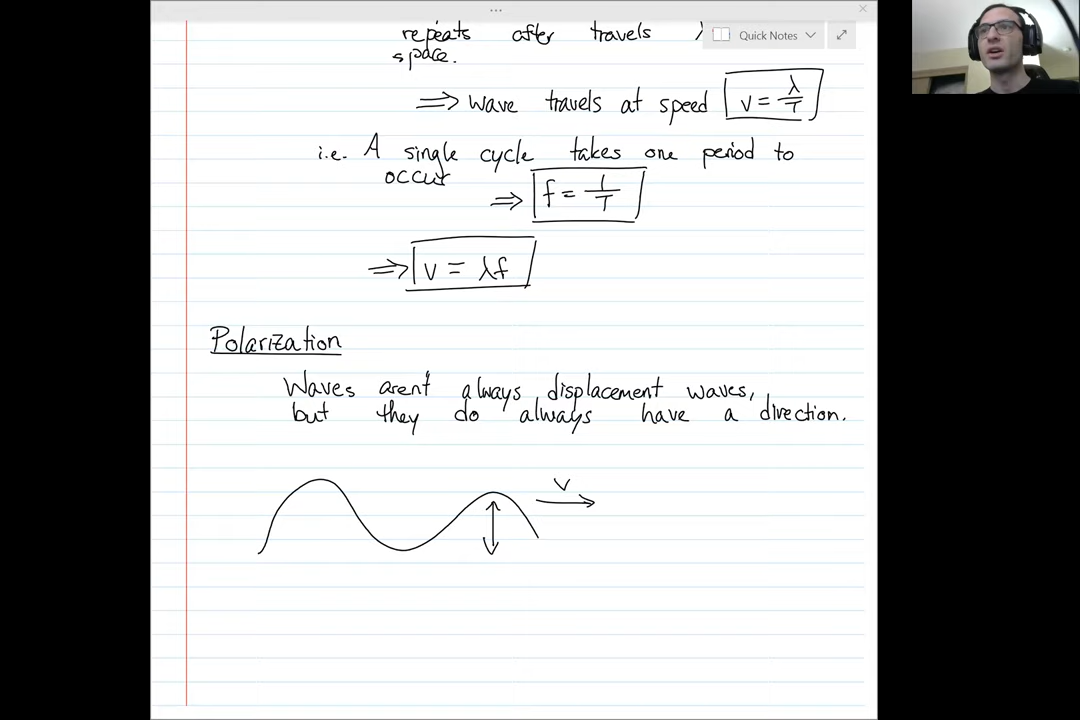 ...
Quick Notes
repeats after travels λ
space.
⇒ wave travels at speed v = λ/T
i.e. A single cycle takes one period to
occur
⇒ f = 1/T
⇒ v = λf
Polarization
Waves aren't always displacement waves,
but they do always have a direction.
v